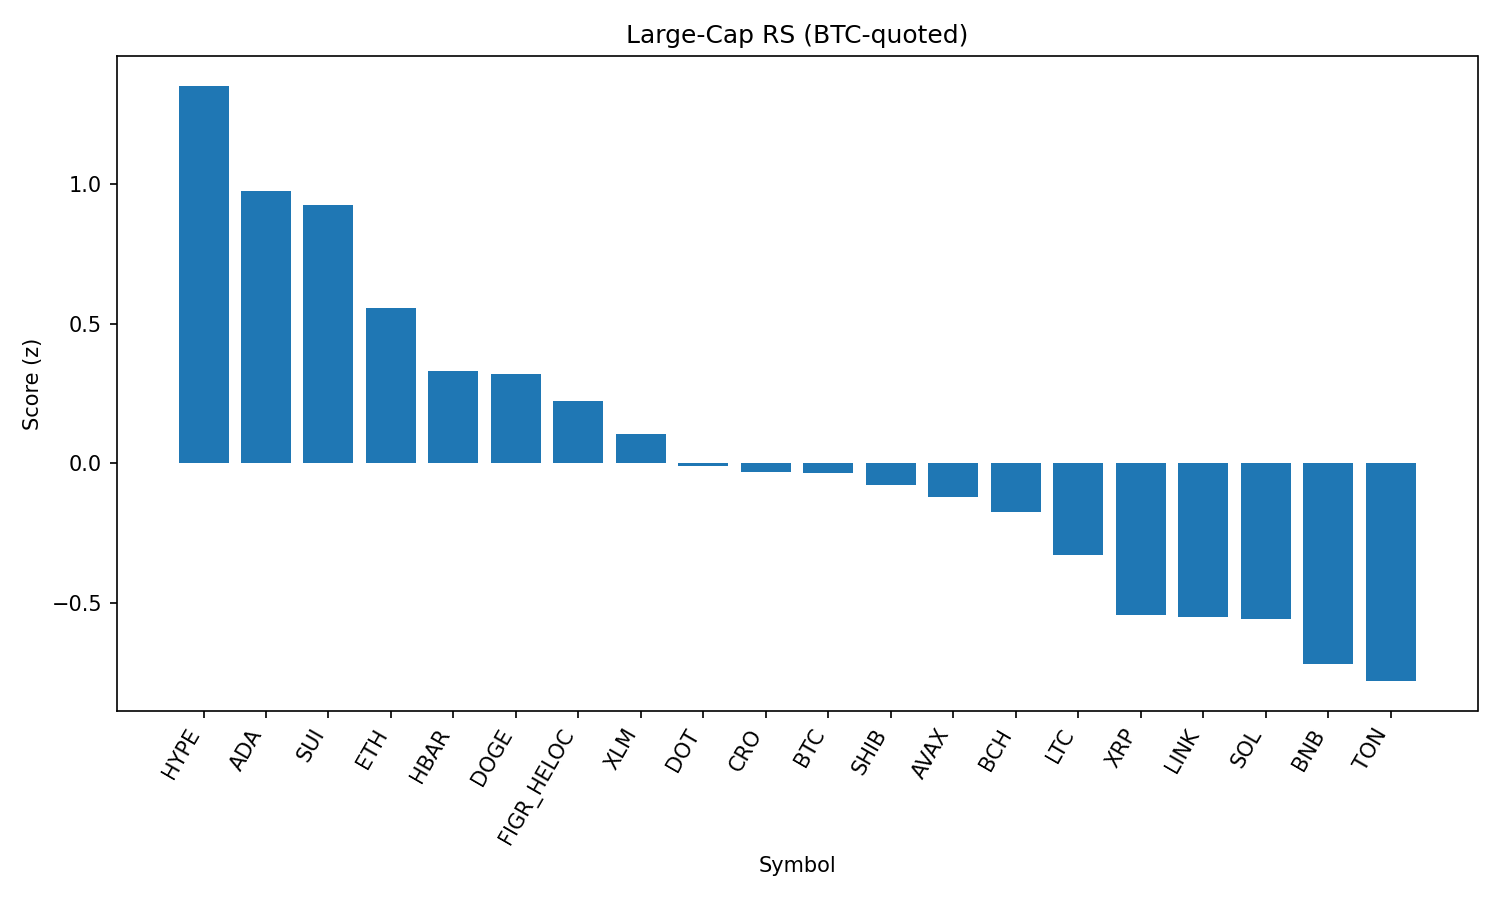 Large-Cap RS (BTC-quoted)
Score (z)
1.0
0.5
0.0
−0.5
HYPE
ADA
SUI
ETH
HBAR
DOGE
FIGR_HELOC
XLM
DOT
CRO
BTC
SHIB
AVAX
BCH
LTC
XRP
LINK
SOL
BNB
TON
Symbol